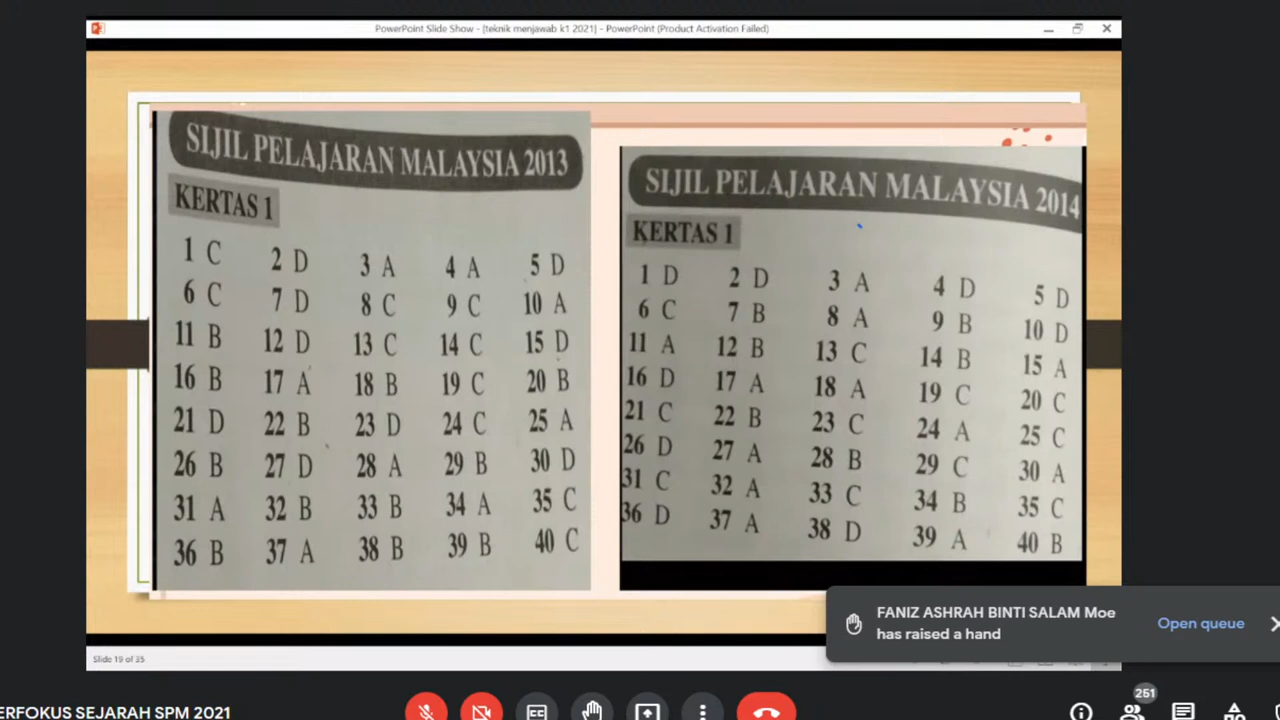 PowerPoint Slide Show - [teknik menjawab k1 2021] - PowerPoint (Product Activation Failed)
SIJIL PELAJARAN MALAYSIA 2013
KERTAS 1
1 C 2 D 3 A 4 A 5 D
6 C 7 D 8 C 9 C 10 A
11 B 12 D 13 C 14 C 15 D
16 B 17 A 18 B 19 C 20 B
21 D 22 B 23 D 24 C 25 A
26 B 27 D 28 A 29 B 30 D
31 A 32 B 33 B 34 A 35 C
36 B 37 A 38 B 39 B 40 C
SIJIL PELAJARAN MALAYSIA 2014
KERTAS 1
1 D 2 D 3 A 4 D 5 D
6 C 7 B 8 A 9 B 10 D
11 A 12 B 13 C 14 B 15 A
16 D 17 A 18 A 19 C 20 C
21 C 22 B 23 C 24 A 25 C
26 D 27 A 28 B 29 C 30 A
31 C 32 A 33 C 34 B 35 C
36 D 37 A 38 D 39 A 40 B
FANIZ ASHRAH BINTI SALAM Moe
has raised a hand
Open queue
Slide 19 of 35
ERFOKUS SEJARAH SPM 2021
CC
251